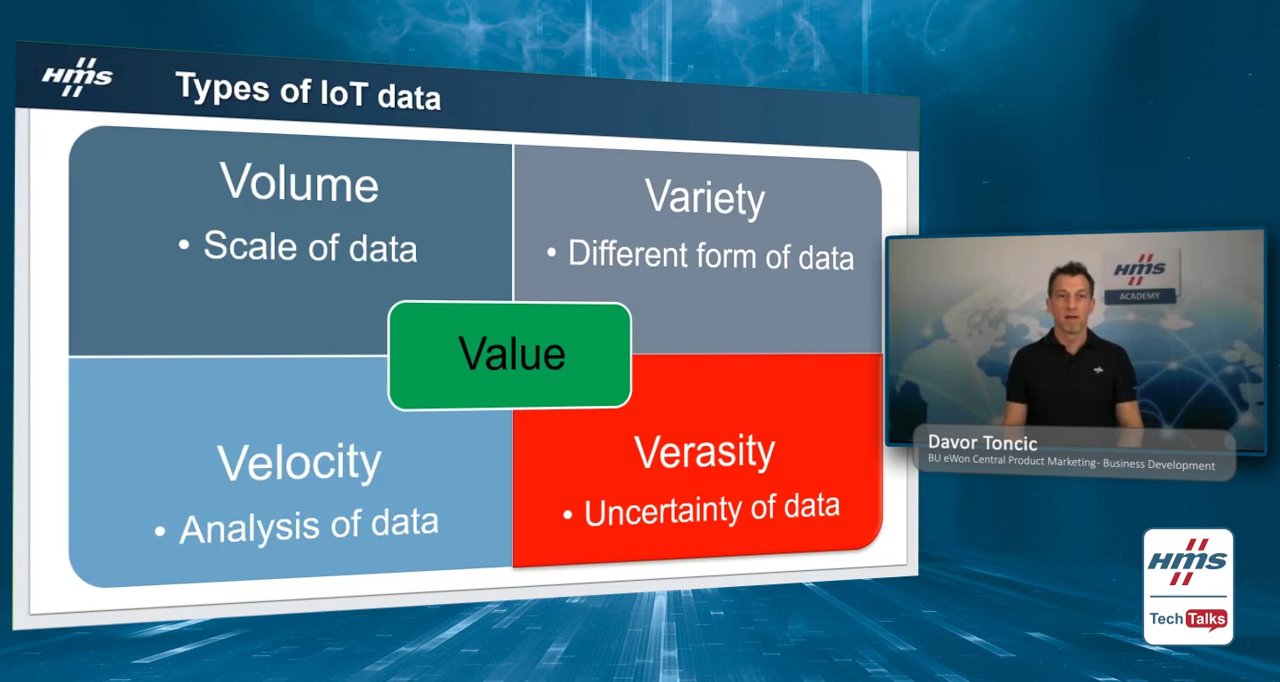 HMS
Types of IoT data
Volume
• Scale of data
Variety
• Different form of data
Value
Velocity
• Analysis of data
Verasity
• Uncertainty of data
HMS
ACADEMY
Davor Toncic
BU eWon Central Product Marketing- Business Development
HMS
Tech Talks